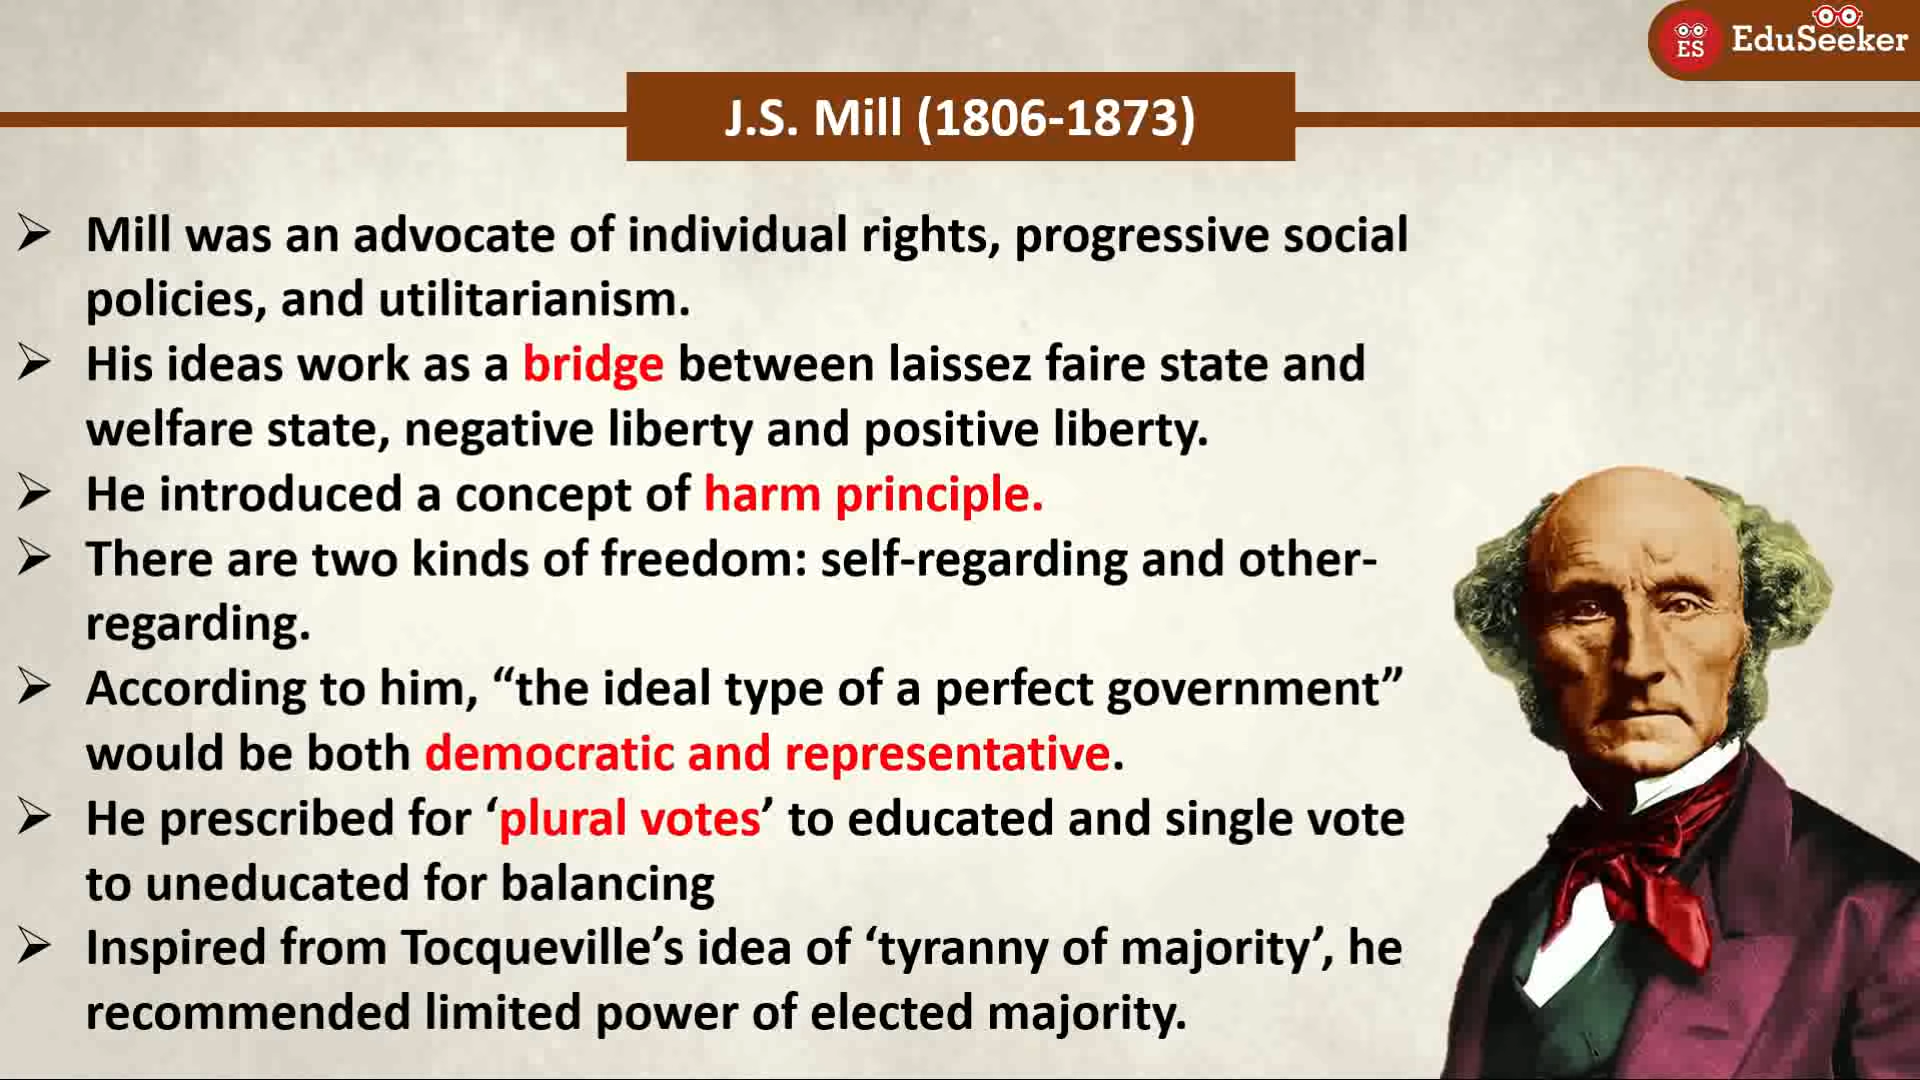 ES EduSeeker
J.S. Mill (1806-1873)
➢ Mill was an advocate of individual rights, progressive social
policies, and utilitarianism.
➢ His ideas work as a bridge between laissez faire state and
welfare state, negative liberty and positive liberty.
➢ He introduced a concept of harm principle.
➢ There are two kinds of freedom: self-regarding and other-
regarding.
➢ According to him, “the ideal type of a perfect government”
would be both democratic and representative.
➢ He prescribed for ‘plural votes’ to educated and single vote
to uneducated for balancing
➢ Inspired from Tocqueville’s idea of ‘tyranny of majority’, he
recommended limited power of elected majority.